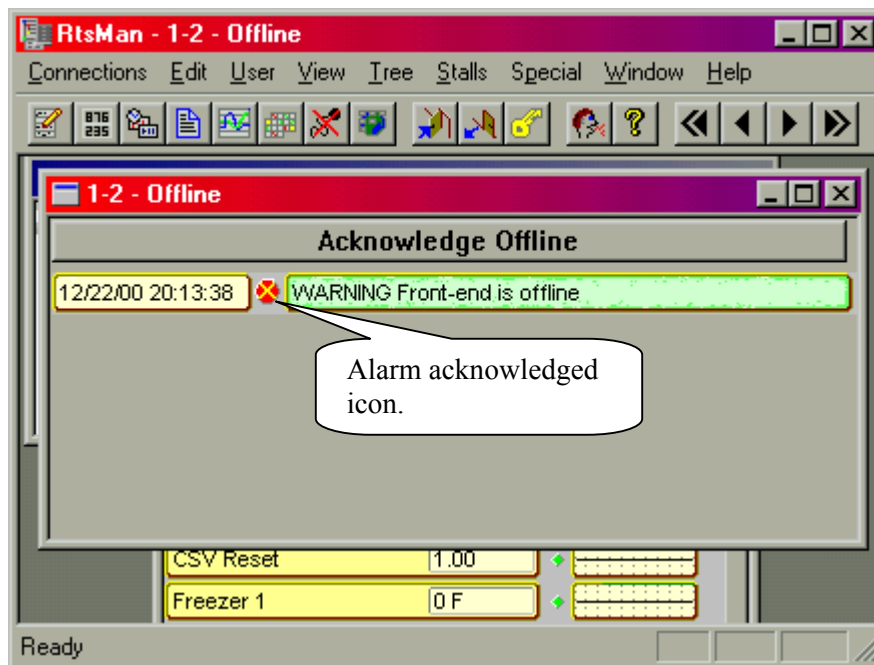 RtsMan - 1-2 - Offline
Connections Edit User View Tree Stalls Special Window Help
876
235
1-2 - Offline
Acknowledge Offline
12/22/00 20:13:38 WARNING Front-end is offline
Alarm acknowledged
icon.
CSV Reset 1.00
Freezer 1 0 F
Ready